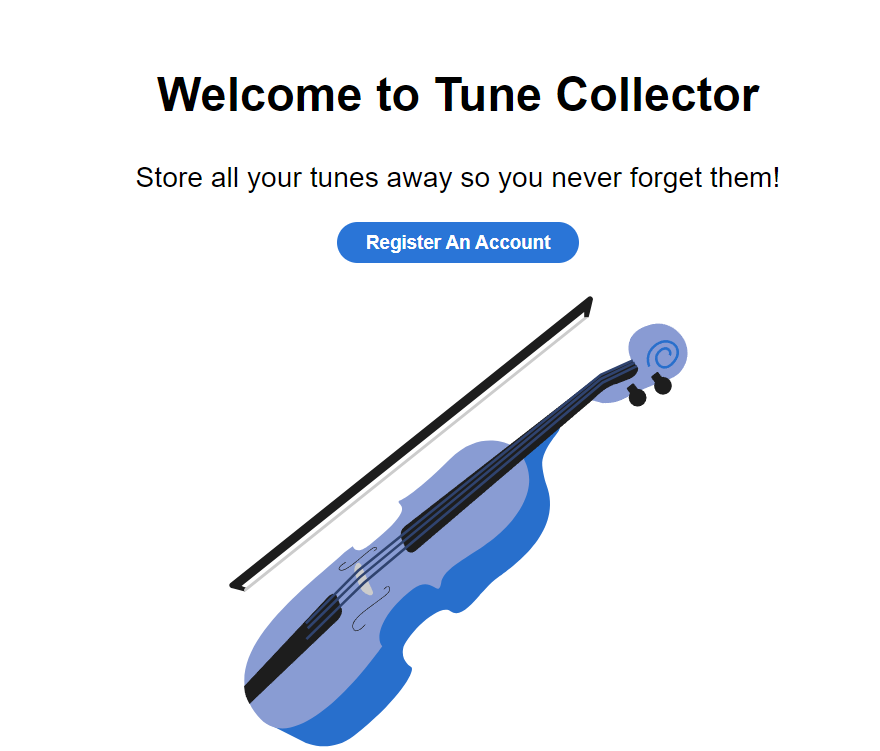 Welcome to Tune Collector
Store all your tunes away so you never forget them!
Register An Account